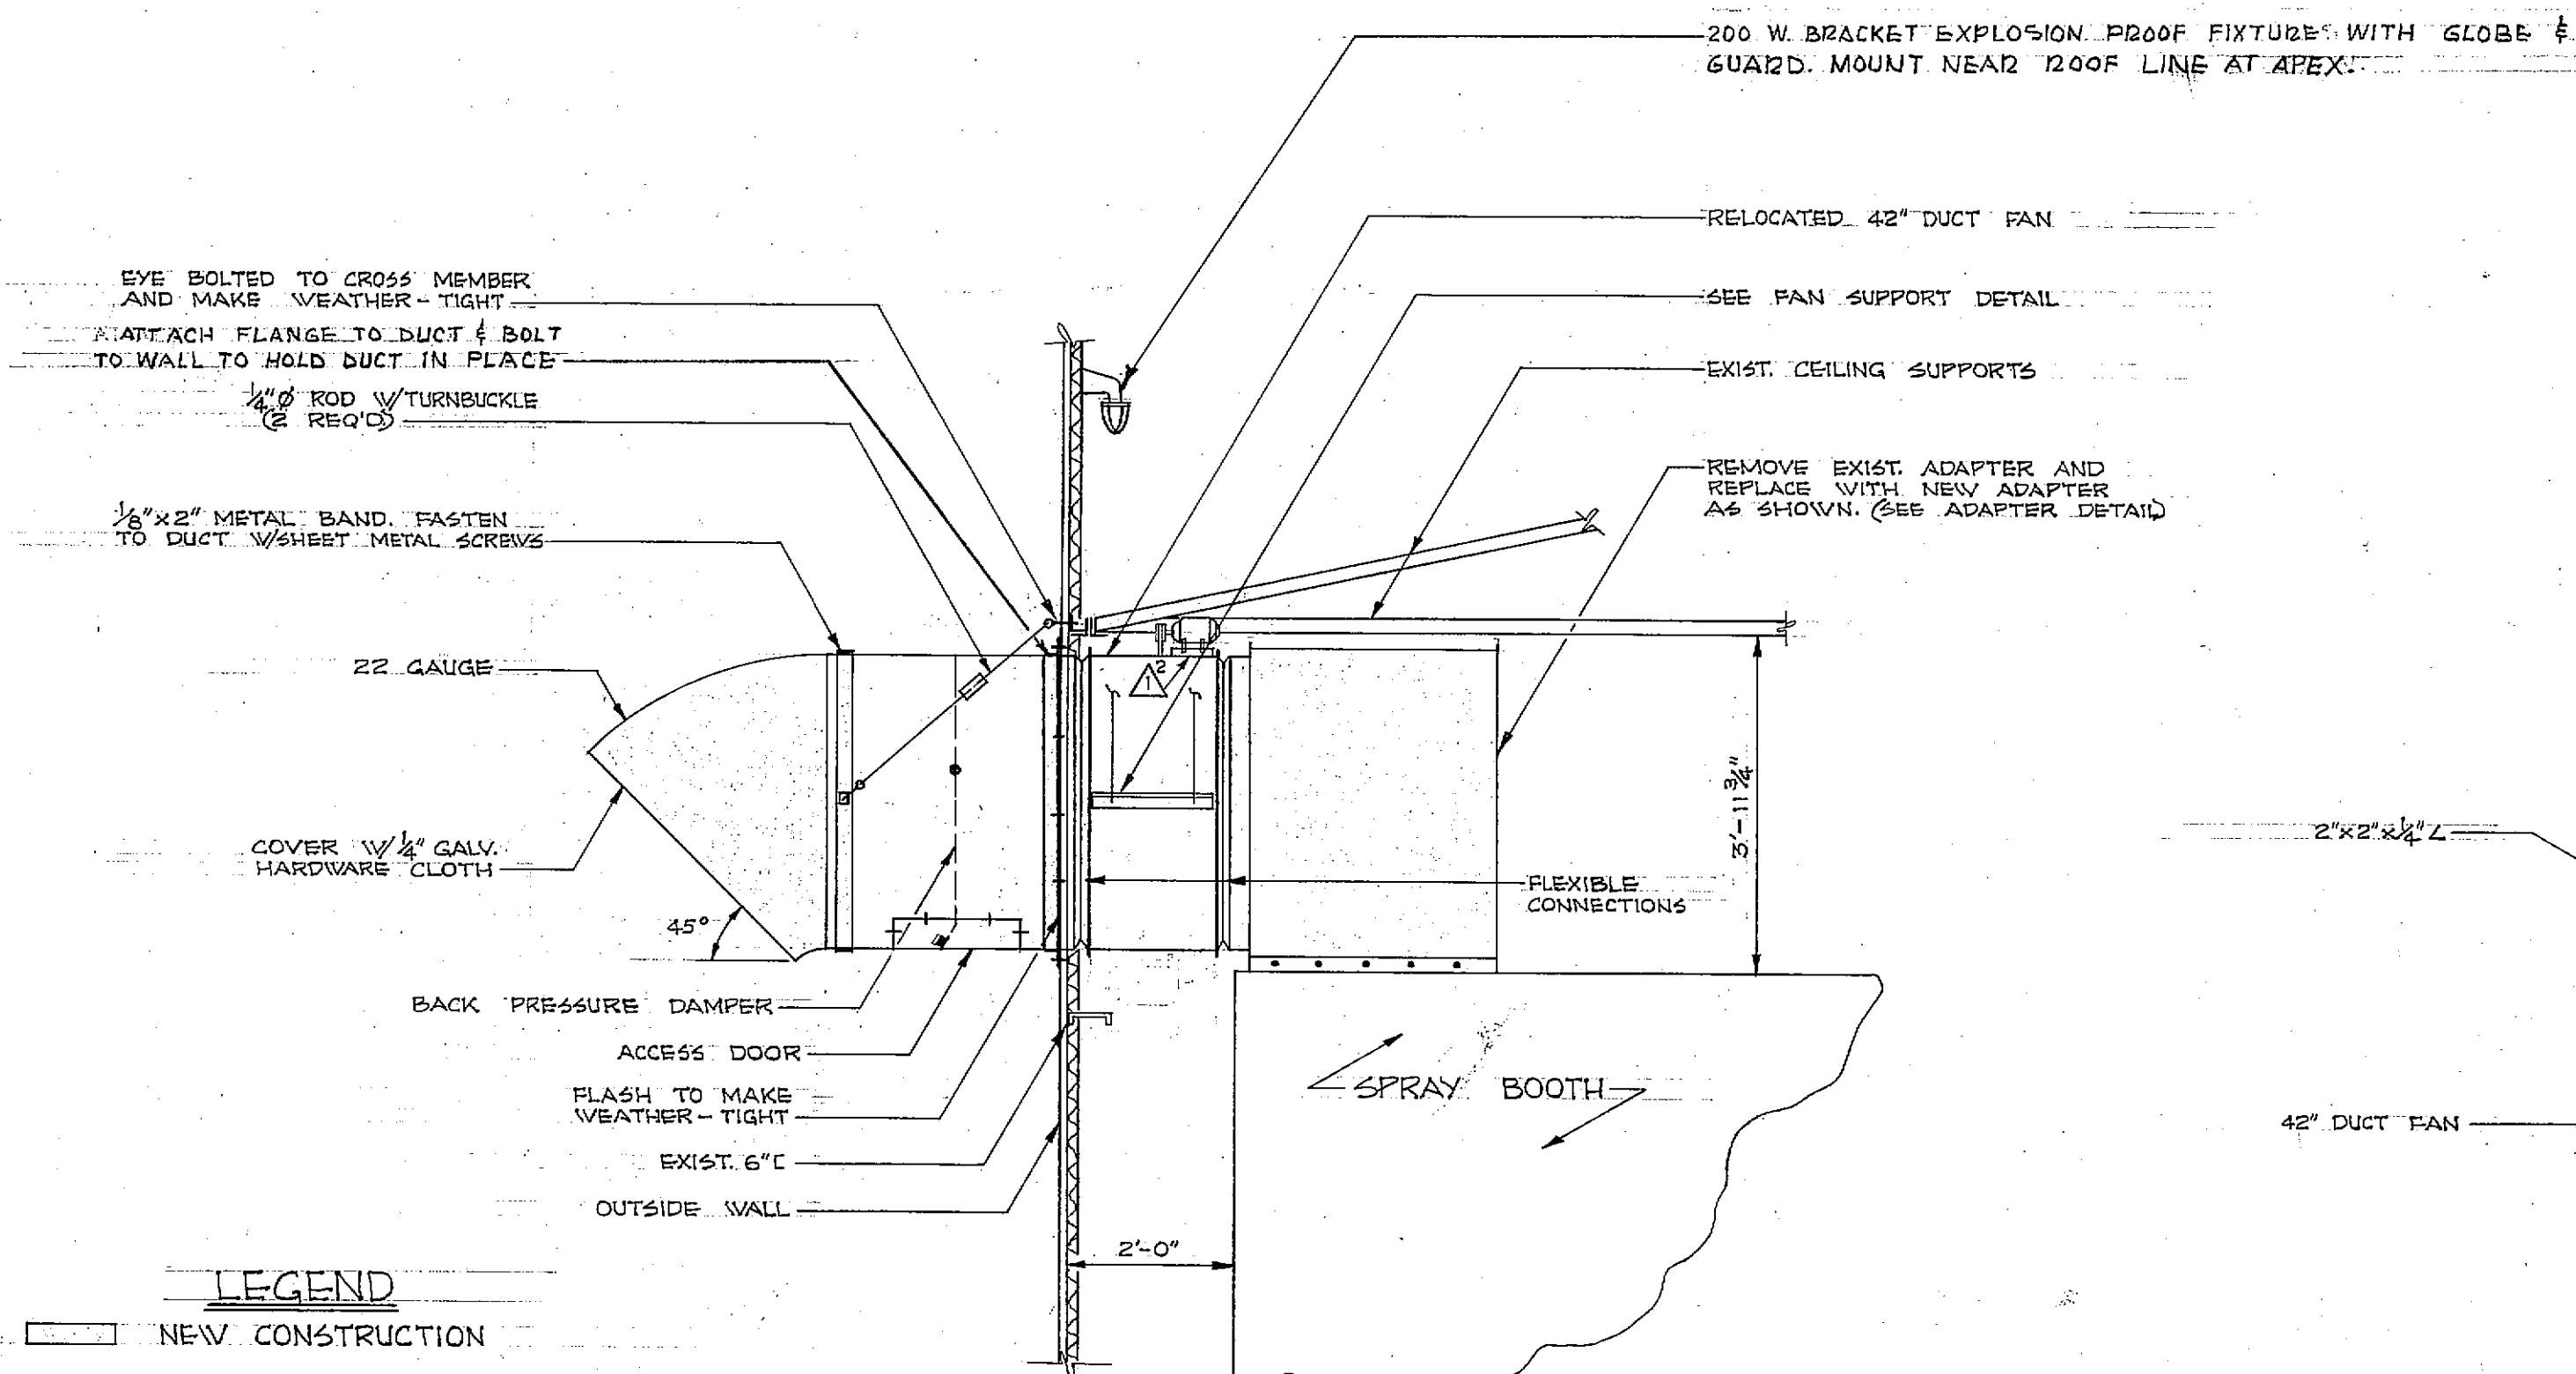 200 W. BRACKET EXPLOSION PROOF FIXTURES WITH GLOBE &
GUARD. MOUNT NEAR ROOF LINE AT APEX.
RELOCATED 42" DUCT FAN
SEE FAN SUPPORT DETAIL
EXIST. CEILING SUPPORTS
REMOVE EXIST. ADAPTER AND
REPLACE WITH NEW ADAPTER
AS SHOWN. (SEE ADAPTER DETAIL)
EYE BOLTED TO CROSS MEMBER
AND MAKE WEATHER-TIGHT
ATTACH FLANGE TO DUCT & BOLT
TO WALL TO HOLD DUCT IN PLACE
1/4"Ø ROD W/TURNBUCKLE
(2 REQ'D)
1/8"x2" METAL BAND. FASTEN
TO DUCT W/SHEET METAL SCREWS
22 GAUGE
COVER W/ 1/4" GALV.
HARDWARE CLOTH
45°
BACK PRESSURE DAMPER
ACCESS DOOR
FLASH TO MAKE
WEATHER-TIGHT
EXIST. 6"[
OUTSIDE WALL
2
1
3'-11 3/4"
FLEXIBLE
CONNECTIONS
SPRAY BOOTH
2'-0"
2"x2"x1/4" L
42" DUCT FAN
LEGEND
NEW CONSTRUCTION